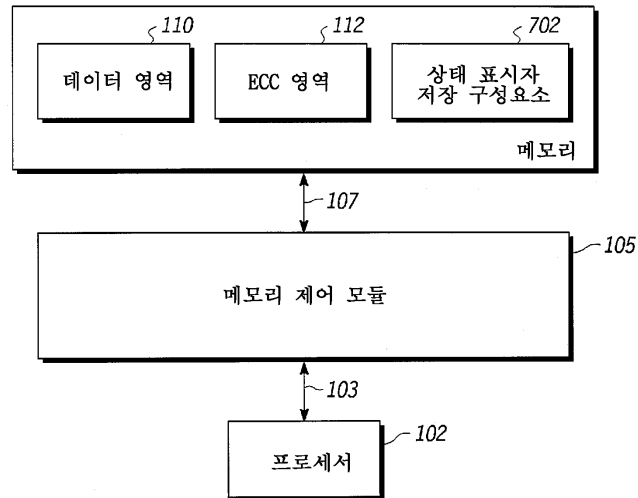 110
112
702
데이터 영역
ECC 영역
상태 표시자
저장 구성요소
메모리
107
105
메모리 제어 모듈
103
102
프로세서